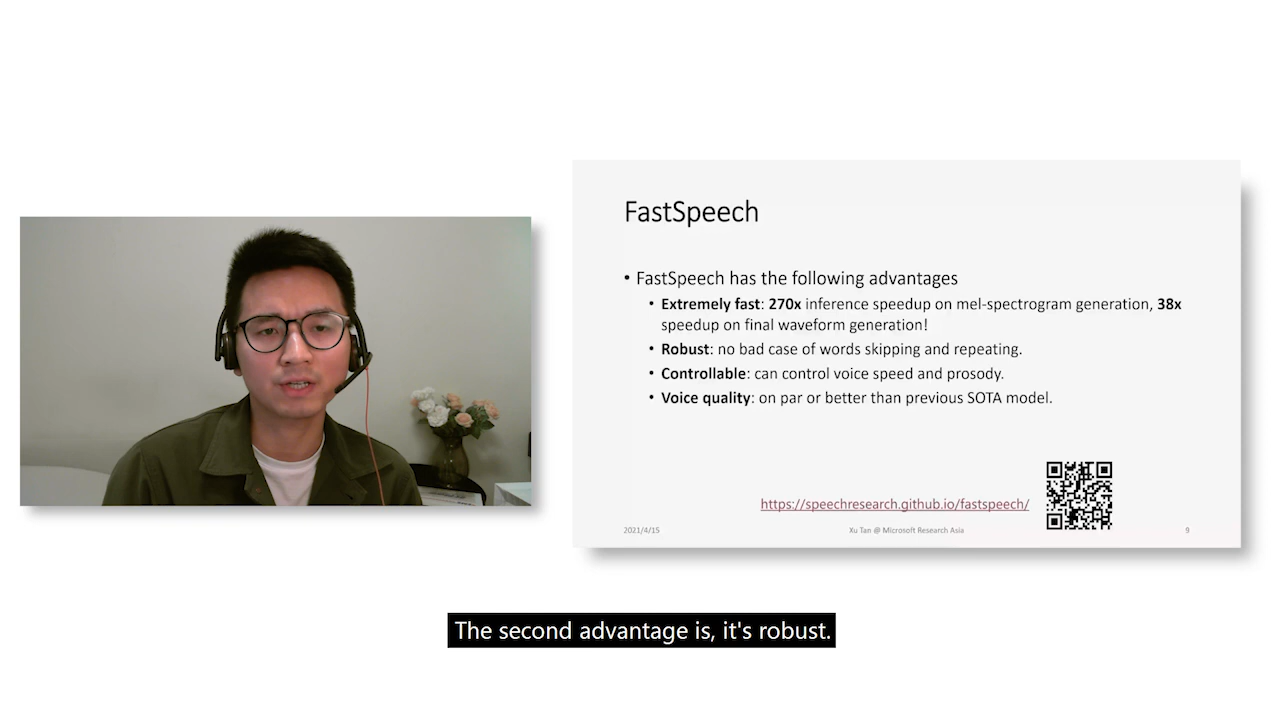 FastSpeech
• FastSpeech has the following advantages
• Extremely fast: 270x inference speedup on mel-spectrogram generation, 38x
speedup on final waveform generation!
• Robust: no bad case of words skipping and repeating.
• Controllable: can control voice speed and prosody.
• Voice quality: on par or better than previous SOTA model.
https://speechresearch.github.io/fastspeech/
2021/4/15
Xu Tan @ Microsoft Research Asia
9
The second advantage is, it's robust.